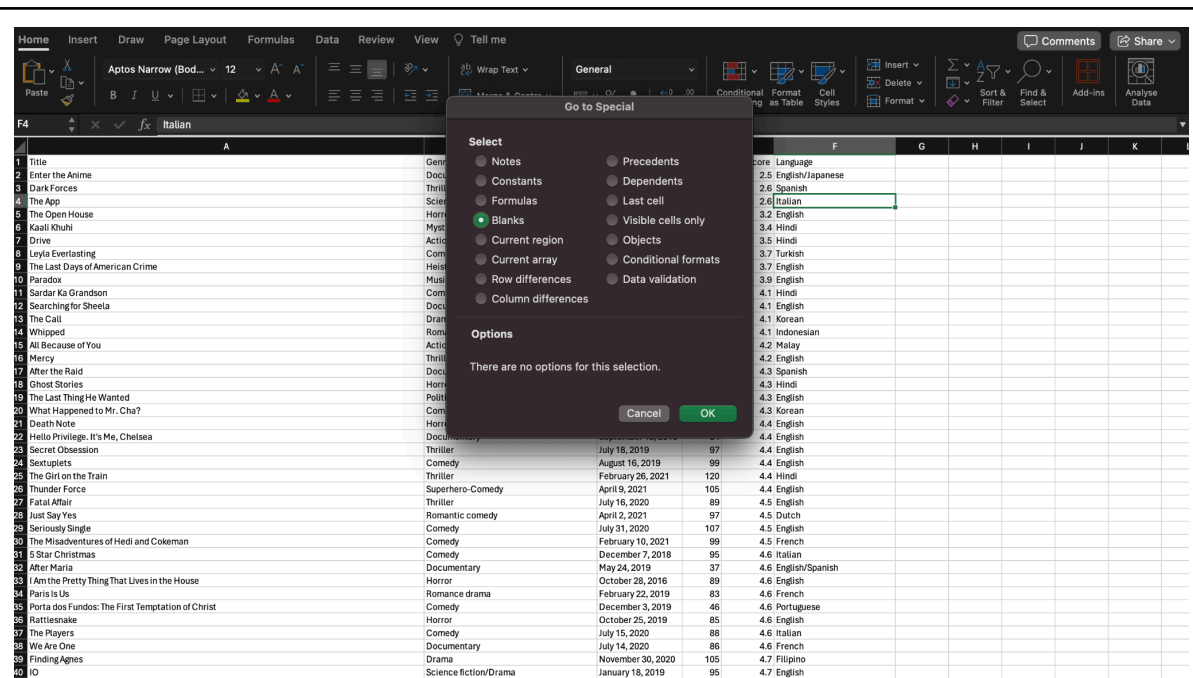 Home Insert Draw Page Layout Formulas Data Review View Tell me Comments Share
Paste Aptos Narrow (Bod... 12 A A Wrap Text General Insert
B I U A Conditional Format as Table Cell Styles Delete Format Sort & Filter Find & Select Add-ins Analyse Data
F4 fx Italian
Go to Special
Select
Notes Precedents
Constants Dependents
Formulas Last cell
Blanks Visible cells only
Current region Objects
Current array Conditional formats
Row differences Data validation
Column differences
Options
There are no options for this selection.
Cancel OK
A F G H I J K
1 Title Language
2 Enter the Anime 2.5 English/Japanese
3 Dark Forces 2.6 Spanish
4 The App 2.6 Italian
5 The Open House 3.2 English
6 Kaali Khuhi 3.4 Hindi
7 Drive 3.5 Hindi
8 Leyla Everlasting 3.7 Turkish
9 The Last Days of American Crime 3.7 English
10 Paradox 3.9 English
11 Sardar Ka Grandson 4.1 Hindi
12 Searching for Sheela 4.1 English
13 The Call 4.1 Korean
14 Whipped 4.1 Indonesian
15 All Because of You 4.2 Malay
16 Mercy 4.2 English
17 After the Raid 4.3 Spanish
18 Ghost Stories 4.3 Hindi
19 The Last Thing He Wanted 4.3 English
20 What Happened to Mr. Cha? 4.3 Korean
21 Death Note 4.4 English
22 Hello Privilege. It's Me, Chelsea 4.4 English
23 Secret Obsession Thriller July 18, 2019 97 4.4 English
24 Sextuplets Comedy August 16, 2019 99 4.4 English
25 The Girl on the Train Thriller February 26, 2021 120 4.4 Hindi
26 Thunder Force Superhero-Comedy April 9, 2021 105 4.4 English
27 Fatal Affair Thriller July 16, 2020 89 4.5 English
28 Just Say Yes Romantic comedy April 2, 2021 97 4.5 Dutch
29 Seriously Single Comedy July 31, 2020 107 4.5 English
30 The Misadventures of Hedi and Cokeman Comedy February 10, 2021 99 4.5 French
31 5 Star Christmas Comedy December 7, 2018 95 4.6 Italian
32 After Maria Documentary May 24, 2019 37 4.6 English/Spanish
33 I Am the Pretty Thing That Lives in the House Horror October 28, 2016 89 4.6 English
34 Paris Is Us Romance drama February 22, 2019 83 4.6 French
35 Porta dos Fundos: The First Temptation of Christ Comedy December 3, 2019 46 4.6 Portuguese
36 Rattlesnake Horror October 25, 2019 85 4.6 English
37 The Players Comedy July 15, 2020 88 4.6 Italian
38 We Are One Documentary July 14, 2020 86 4.6 French
39 Finding Agnes Drama November 30, 2020 105 4.7 Filipino
40 IO Science fiction/Drama January 18, 2019 95 4.7 English